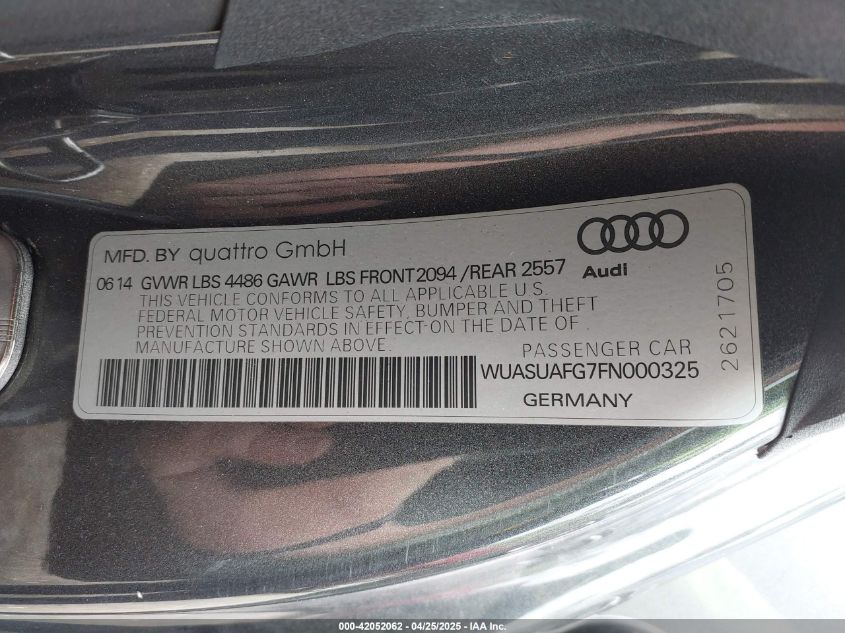 MFD. BY quattro GmbH
0614 GVWR LBS 4486 GAWR LBS FRONT 2094 /REAR 2557
Audi
THIS VEHICLE CONFORMS TO ALL APPLICABLE U S.
FEDERAL MOTOR VEHICLE SAFETY, BUMPER AND THEFT
PREVENTION STANDARDS IN EFFECT ON THE DATE OF
MANUFACTURE SHOWN ABOVE.
PASSENGER CAR
WUASUAFG7FN000325
GERMANY
2621705
000-42052062 / 04/25/2025 - IAA Inc.